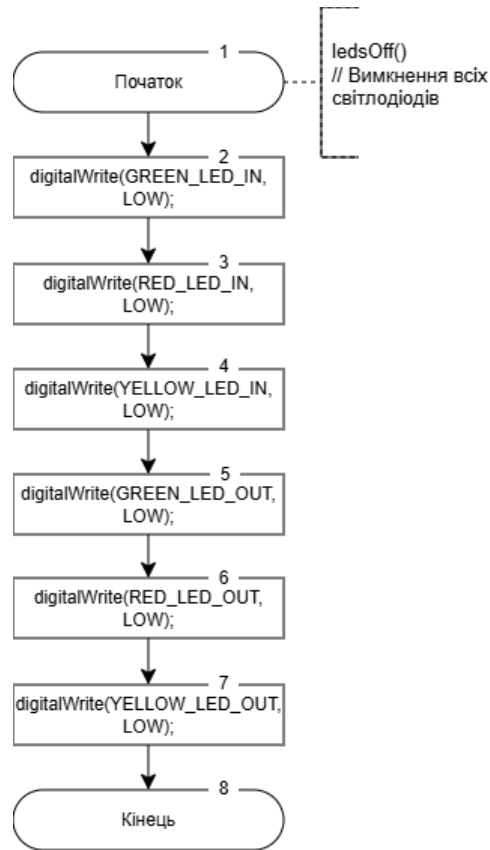 1
Початок
ledsOff()
// Вимкнення всіх
світлодіодів
2
digitalWrite(GREEN_LED_IN,
LOW);
3
digitalWrite(RED_LED_IN,
LOW);
4
digitalWrite(YELLOW_LED_IN,
LOW);
5
digitalWrite(GREEN_LED_OUT,
LOW);
6
digitalWrite(RED_LED_OUT,
LOW);
7
digitalWrite(YELLOW_LED_OUT,
LOW);
8
Кінець